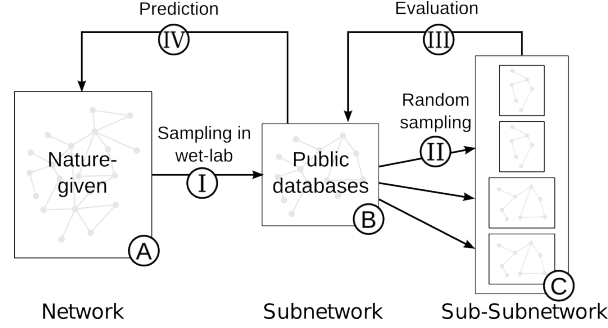 Prediction
Evaluation
IV
III
Random
sampling
Sampling in
wet-lab
Nature-
given
Public
databases
I
II
A
B
C
Network
Subnetwork
Sub-Subnetwork